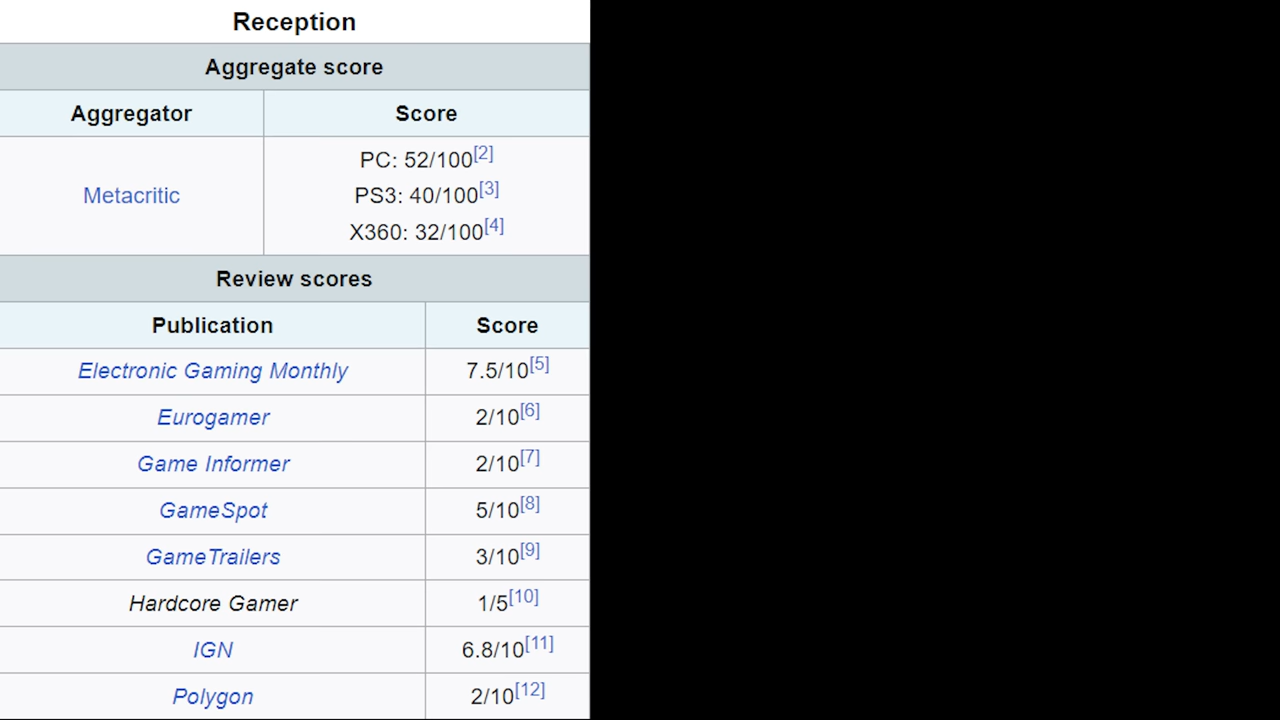 Reception
Aggregate score
Aggregator Score
Metacritic PC: 52/100[2]
PS3: 40/100[3]
X360: 32/100[4]
Review scores
Publication Score
Electronic Gaming Monthly 7.5/10[5]
Eurogamer 2/10[6]
Game Informer 2/10[7]
GameSpot 5/10[8]
GameTrailers 3/10[9]
Hardcore Gamer 1/5[10]
IGN 6.8/10[11]
Polygon 2/10[12]